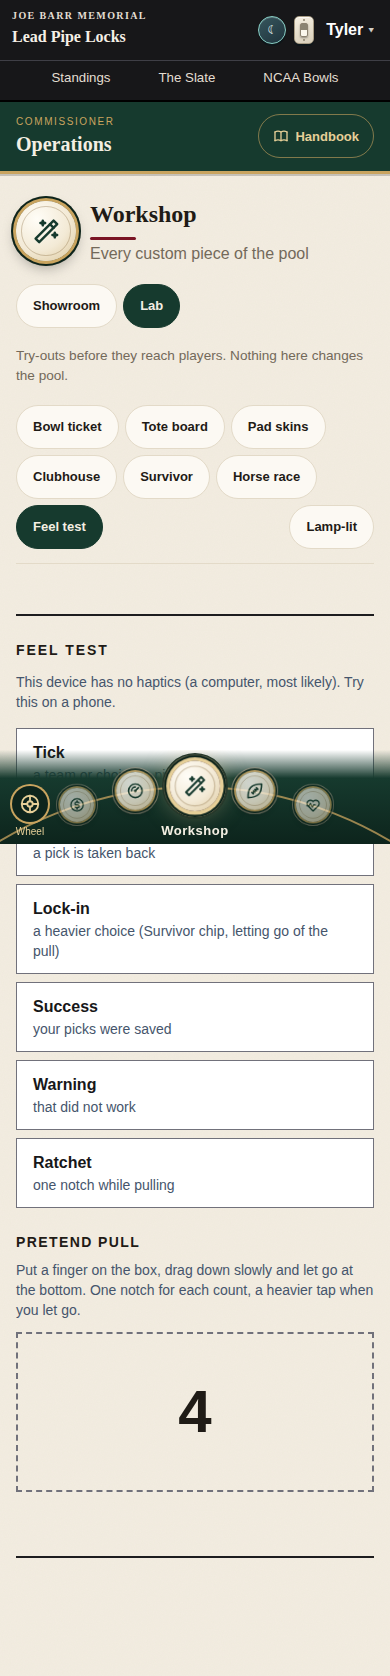 JOE BARR MEMORIAL
Lead Pipe Locks
Tyler
Standings The Slate NCAA Bowls
COMMISSIONER
Operations
Handbook
Workshop
Every custom piece of the pool
Showroom Lab
Try-outs before they reach players. Nothing here changes
the pool.
Bowl ticket Tote board Pad skins
Clubhouse Survivor Horse race
Feel test Lamp-lit
FEEL TEST
This device has no haptics (a computer, most likely). Try
this on a phone.
Tick
Wheel
Workshop
a pick is taken back
Lock-in
a heavier choice (Survivor chip, letting go of the
pull)
Success
your picks were saved
Warning
that did not work
Ratchet
one notch while pulling
PRETEND PULL
Put a finger on the box, drag down slowly and let go at
the bottom. One notch for each count, a heavier tap when
you let go.
4